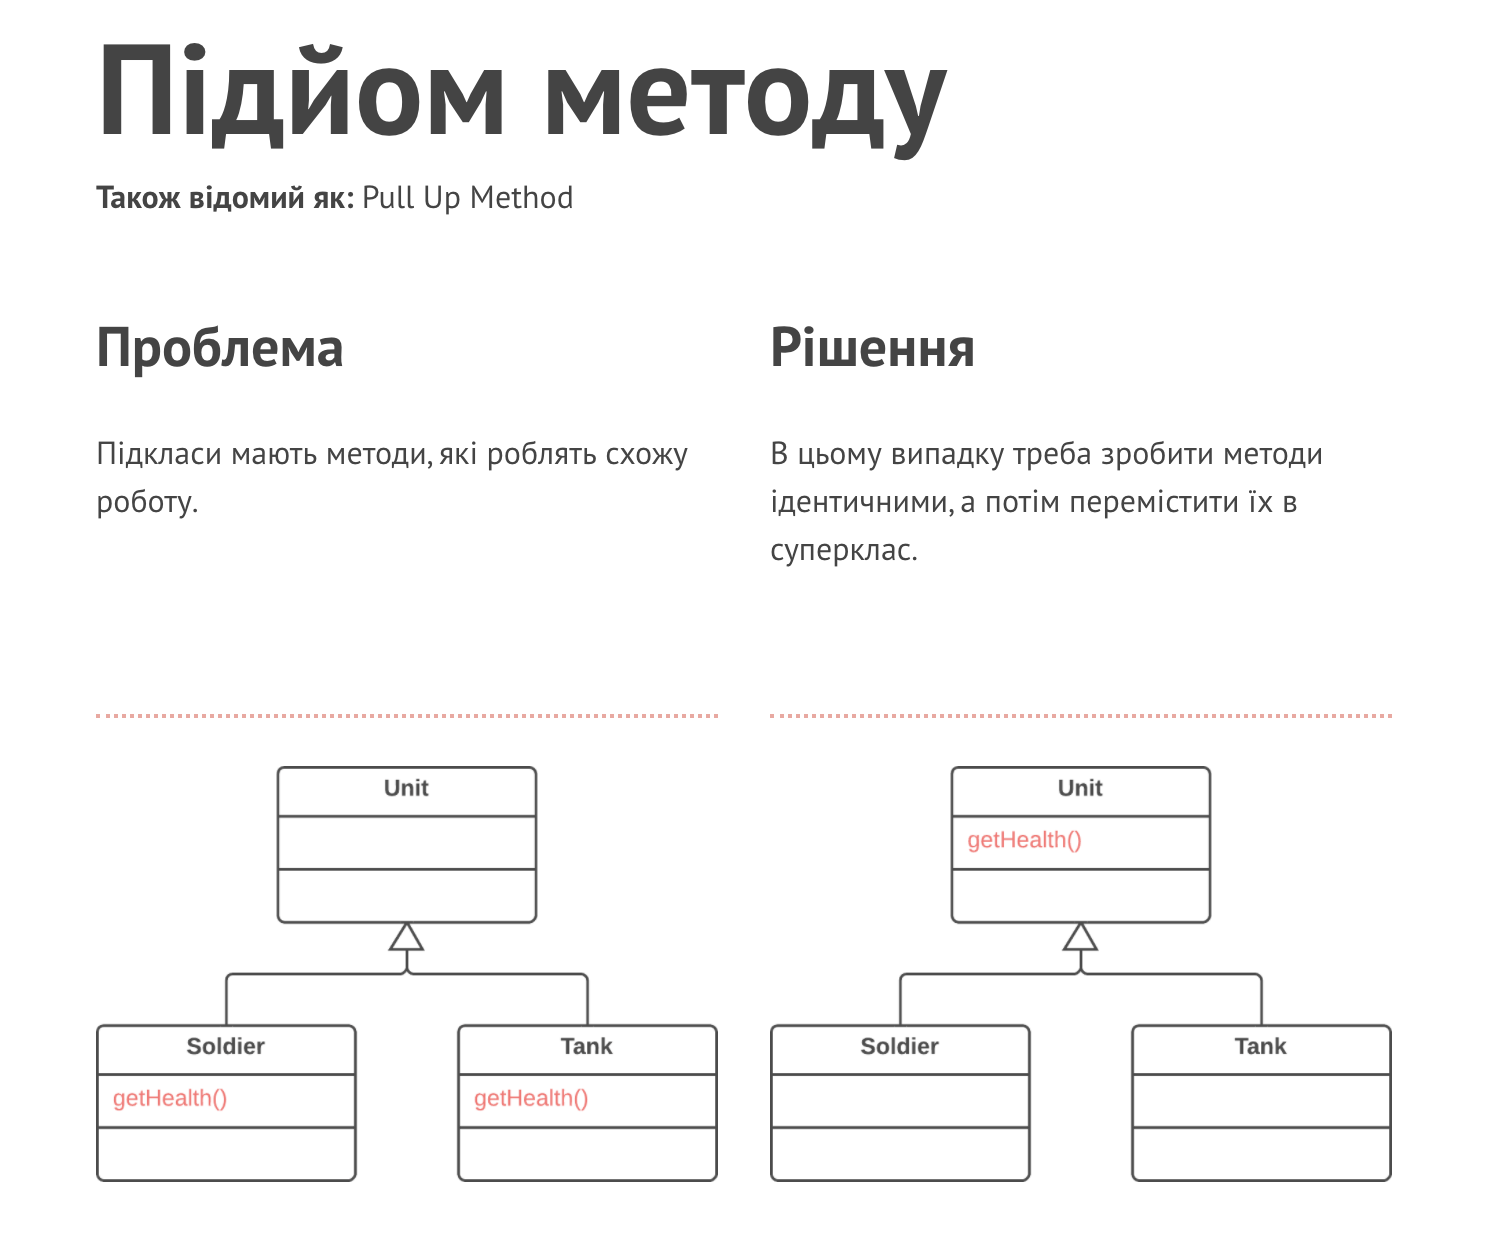 Підйом методу
Також відомий як: Pull Up Method
Проблема
Підкласи мають методи, які роблять схожу
роботу.
Рішення
В цьому випадку треба зробити методи
ідентичними, а потім перемістити їх в
суперклас.
Unit
Soldier
getHealth()
Tank
getHealth()
Unit
getHealth()
Soldier
Tank